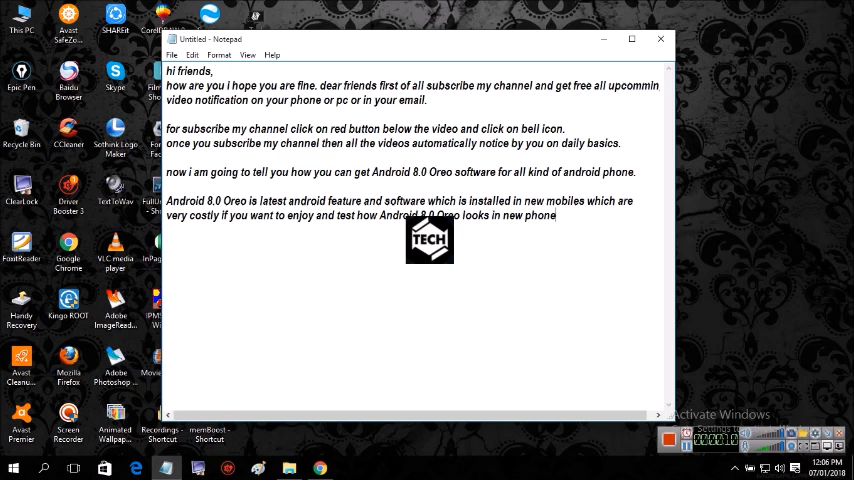 This PC
Avast SafeZo...
SHAREit
CorelDRAW
Untitled - Notepad
File Edit Format View Help
hi friends,
how are you i hope you are fine. dear friends first of all subscribe my channel and get free all upcommin
video notification on your phone or pc or in your email.
for subscribe my channel click on red button below the video and click on bell icon.
once you subscribe my channel then all the videos automatically notice by you on daily basics.
now i am going to tell you how you can get Android 8.0 Oreo software for all kind of android phone.
Android 8.0 Oreo is latest android feature and software which is installed in new mobiles which are
very costly if you want to enjoy and test how Android 8.0 Oreo looks in new phone
TECH
Epic Pen
Baidu Browser
Skype
Recycle Bin
CCleaner
Sothink Logo Maker
ClearLock
Driver Booster 3
TextToWav
FoxitReader
Google Chrome
VLC media player
Handy Recovery
Kingo ROOT
Adobe ImageRead...
Avast Cleanu...
Mozilla Firefox
Adobe Photoshop ...
Avast Premier
Screen Recorder
Animated Wallpap...
Recordings - Shortcut
memBoost - Shortcut
Activate Windows
12:06 PM
07/01/2018